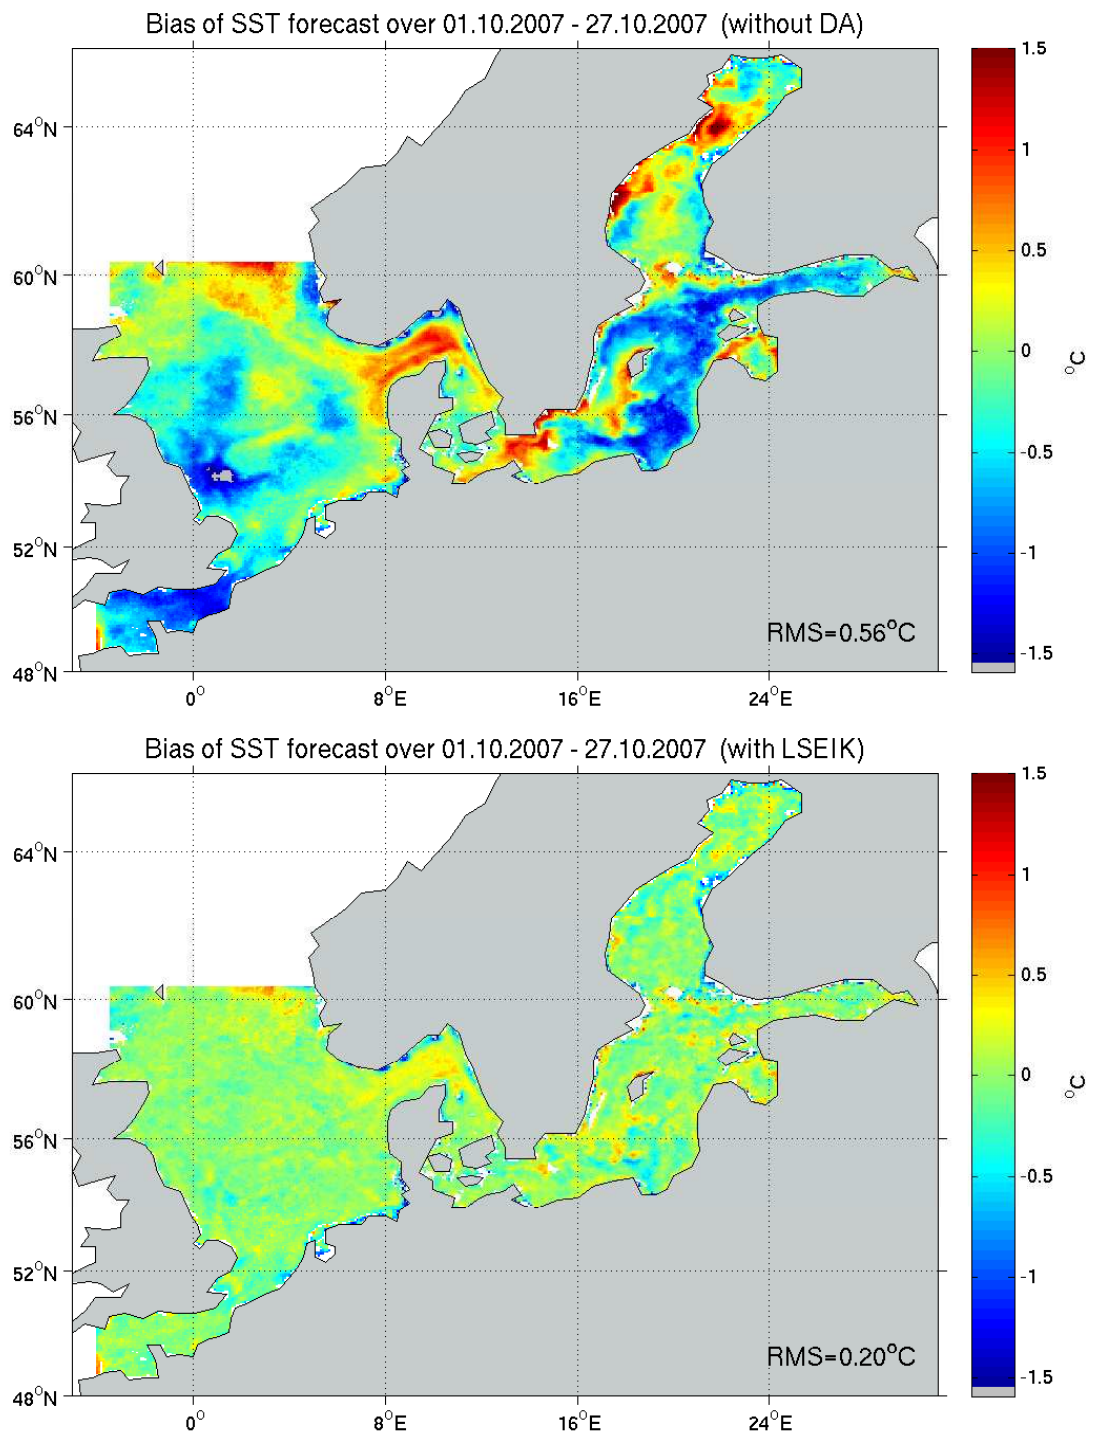 Bias of SST forecast over 01.10.2007 - 27.10.2007 (without DA)
64°N
60°N
56°N
52°N
48°N
0°
8°E
16°E
24°E
RMS=0.56°C
1.5
1
0.5
0
-0.5
-1
-1.5
°C
Bias of SST forecast over 01.10.2007 - 27.10.2007 (with LSEIK)
64°N
60°N
56°N
52°N
48°N
0°
8°E
16°E
24°E
RMS=0.20°C
1.5
1
0.5
0
-0.5
-1
-1.5
°C